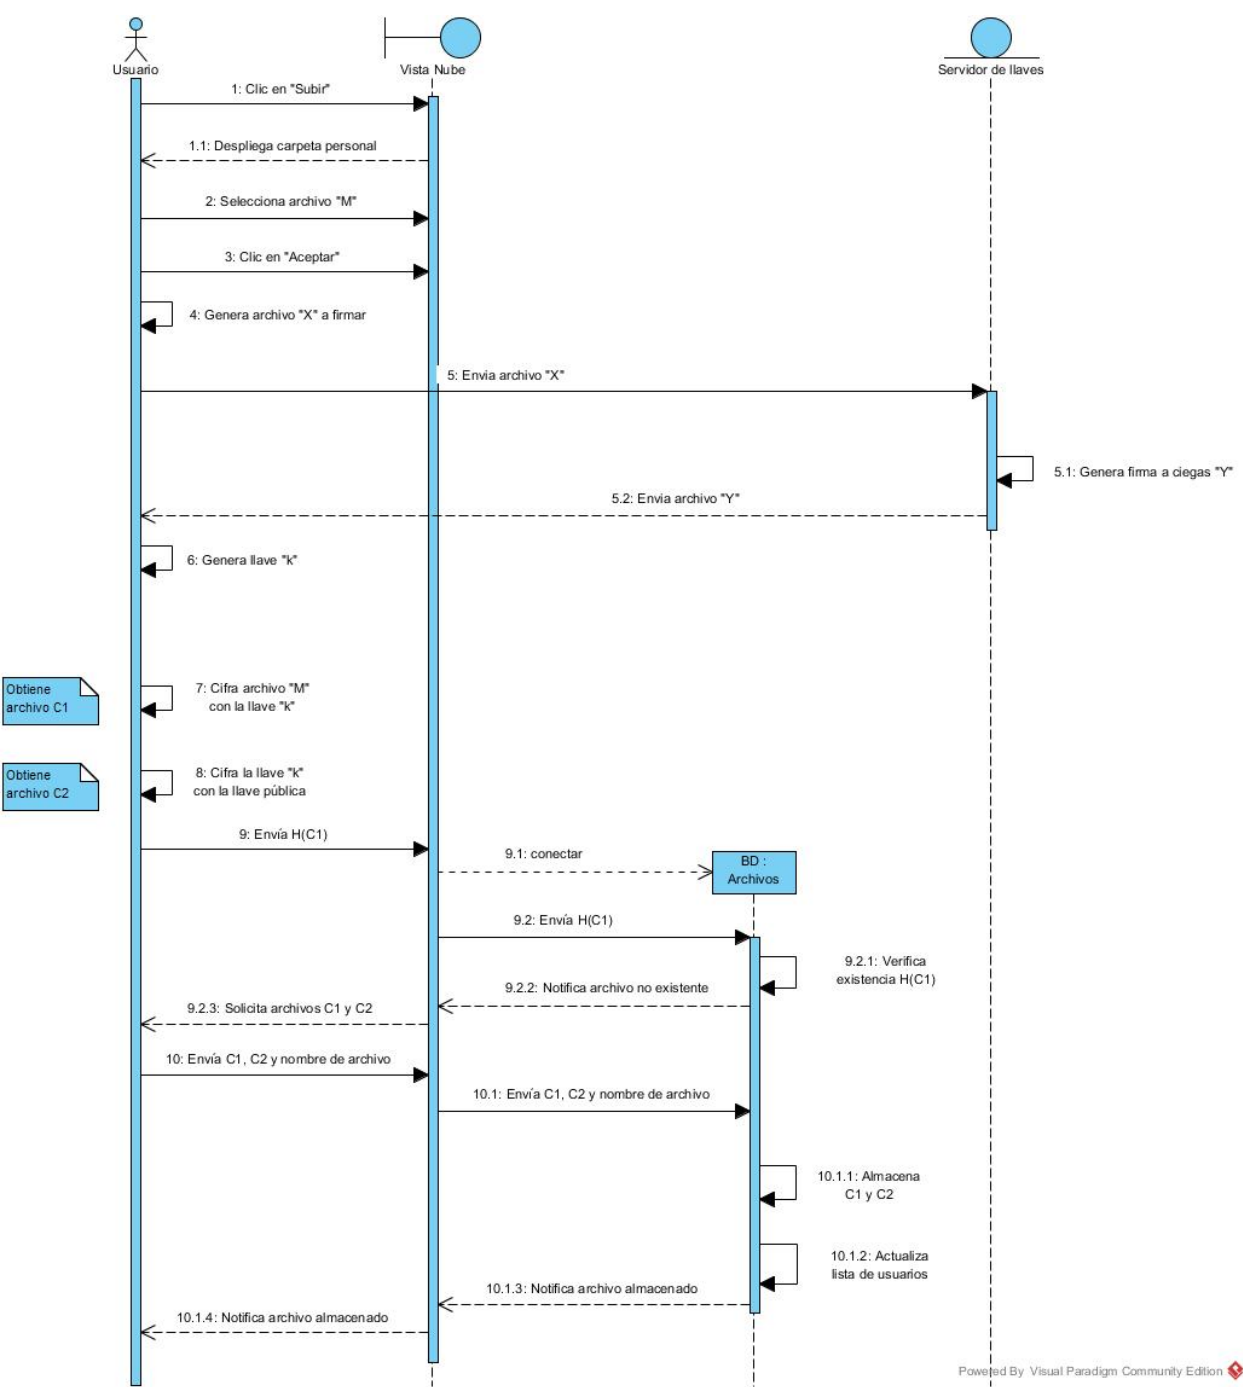 Usuario
Vista Nube
Servidor de llaves
1: Clic en "Subir"
1.1: Despliega carpeta personal
2: Selecciona archivo "M"
3: Clic en "Aceptar"
4: Genera archivo "X" a firmar
5: Envia archivo "X"
5.1: Genera firma a ciegas "Y"
5.2: Envia archivo "Y"
6: Genera llave "k"
Obtiene
archivo C1
7: Cifra archivo "M"
con la llave "k"
Obtiene
archivo C2
8: Cifra la llave "k"
con la llave pública
9: Envía H(C1)
9.1: conectar
BD :
Archivos
9.2: Envía H(C1)
9.2.1: Verifica
existencia H(C1)
9.2.2: Notifica archivo no existente
9.2.3: Solicita archivos C1 y C2
10: Envía C1, C2 y nombre de archivo
10.1: Envía C1, C2 y nombre de archivo
10.1.1: Almacena
C1 y C2
10.1.2: Actualiza
lista de usuarios
10.1.3: Notifica archivo almacenado
10.1.4: Notifica archivo almacenado
Powered By Visual Paradigm Community Edition